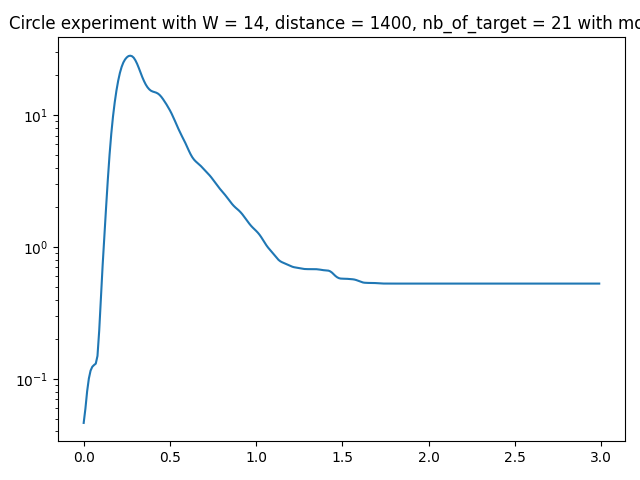 Circle experiment with W = 14, distance = 1400, nb_of_target = 21 with
10¹
10⁰
10⁻¹
0.0 0.5 1.0 1.5 2.0 2.5 3.0